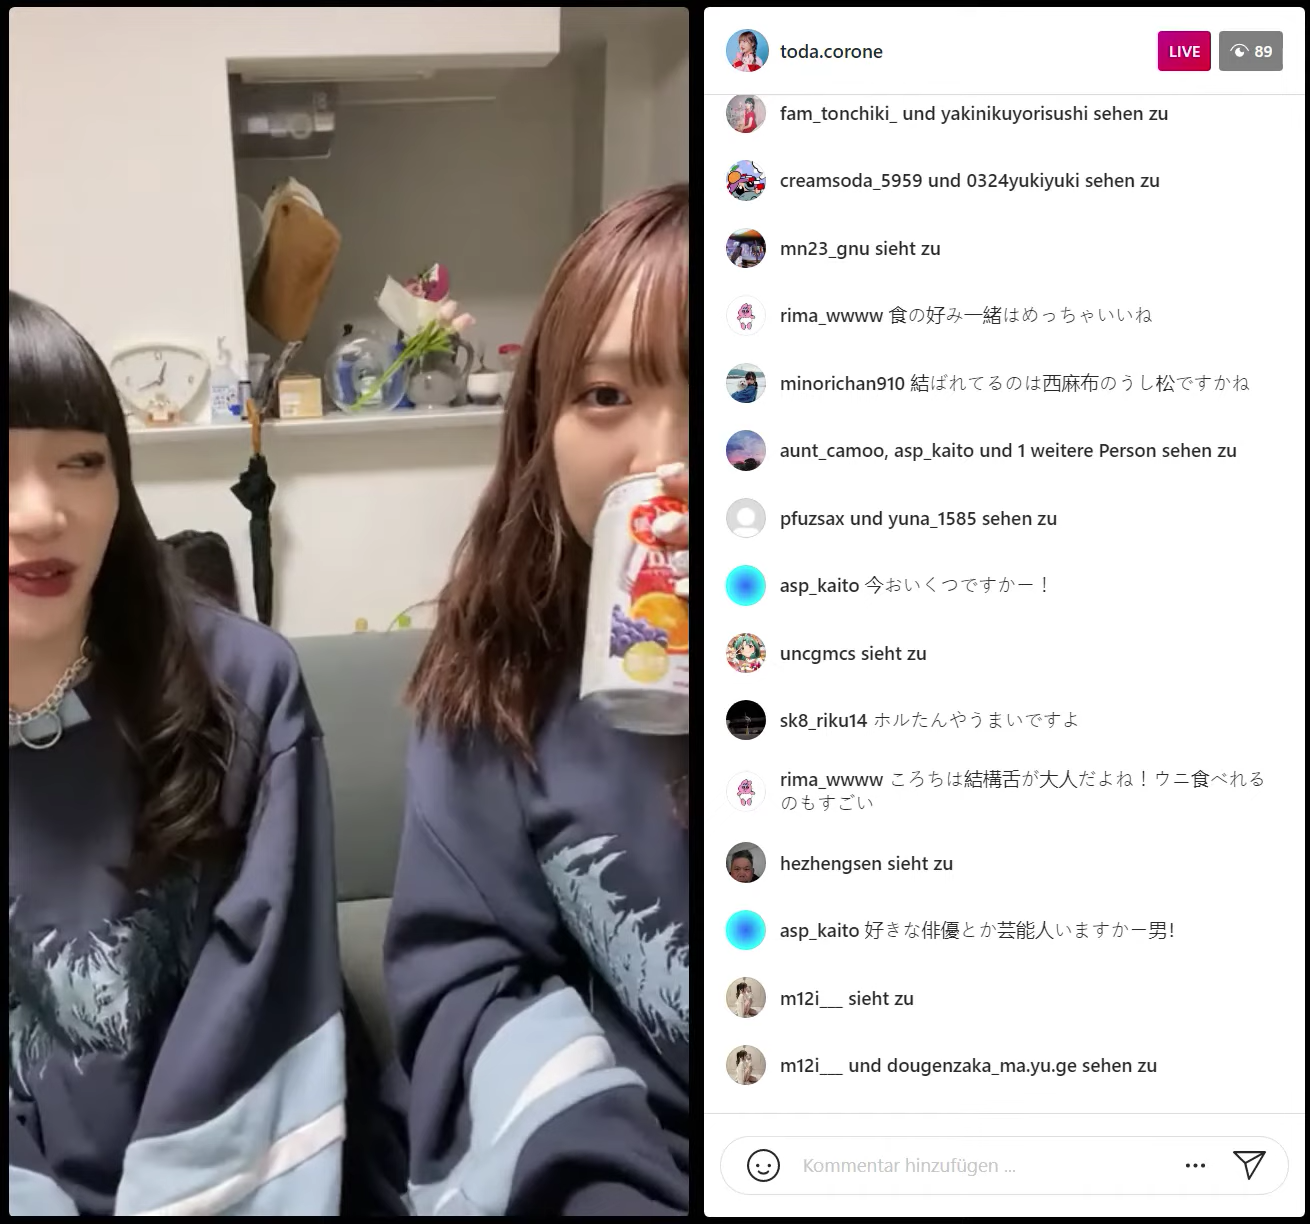 toda.corone
LIVE
89
fam_tonchiki_ und yakinikuyorisushi sehen zu
creamsoda_5959 und 0324yukiyuki sehen zu
mn23_gnu sieht zu
rima_wwww 食の好み一緒はめっちゃいいね
minorichan910 結ばれてるのは西麻布のうし松ですかね
aunt_camoo, asp_kaito und 1 weitere Person sehen zu
pfuzsax und yuna_1585 sehen zu
asp_kaito 今おいくつですかー！
uncgmcs sieht zu
sk8_riku14 ホルたんやうまいですよ
rima_wwww ころちは結構舌が大人だよね！ウニ食べれる
のもすごい
hezhengsen sieht zu
asp_kaito 好きな俳優とか芸能人いますかー男!
m12i___ sieht zu
m12i___ und dougenzaka_ma.yu.ge sehen zu
Kommentar hinzufügen ...